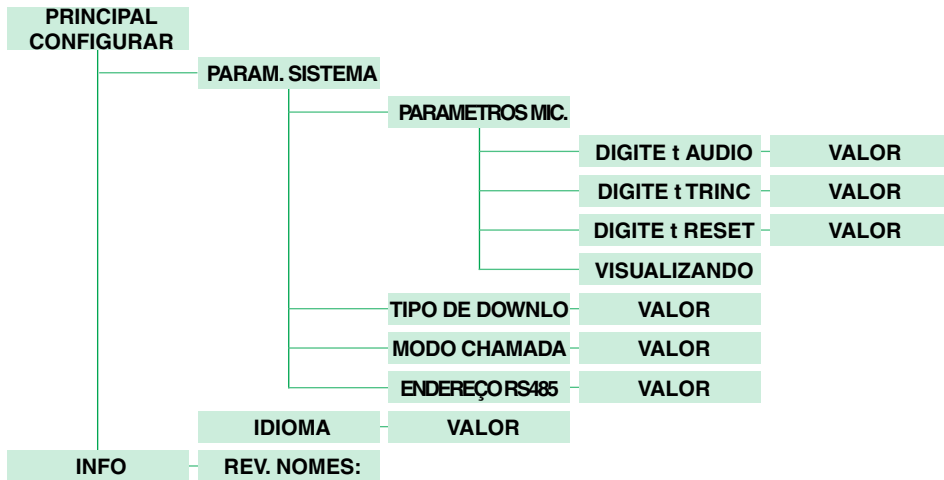 PRINCIPAL
CONFIGURAR
PARAM. SISTEMA
PARAMETROS MIC.
DIGITE t AUDIO VALOR
DIGITE t TRINC VALOR
DIGITE t RESET VALOR
VISUALIZANDO
TIPO DE DOWNLO VALOR
MODO CHAMADA VALOR
ENDEREÇO RS485 VALOR
IDIOMA VALOR
INFO REV. NOMES: